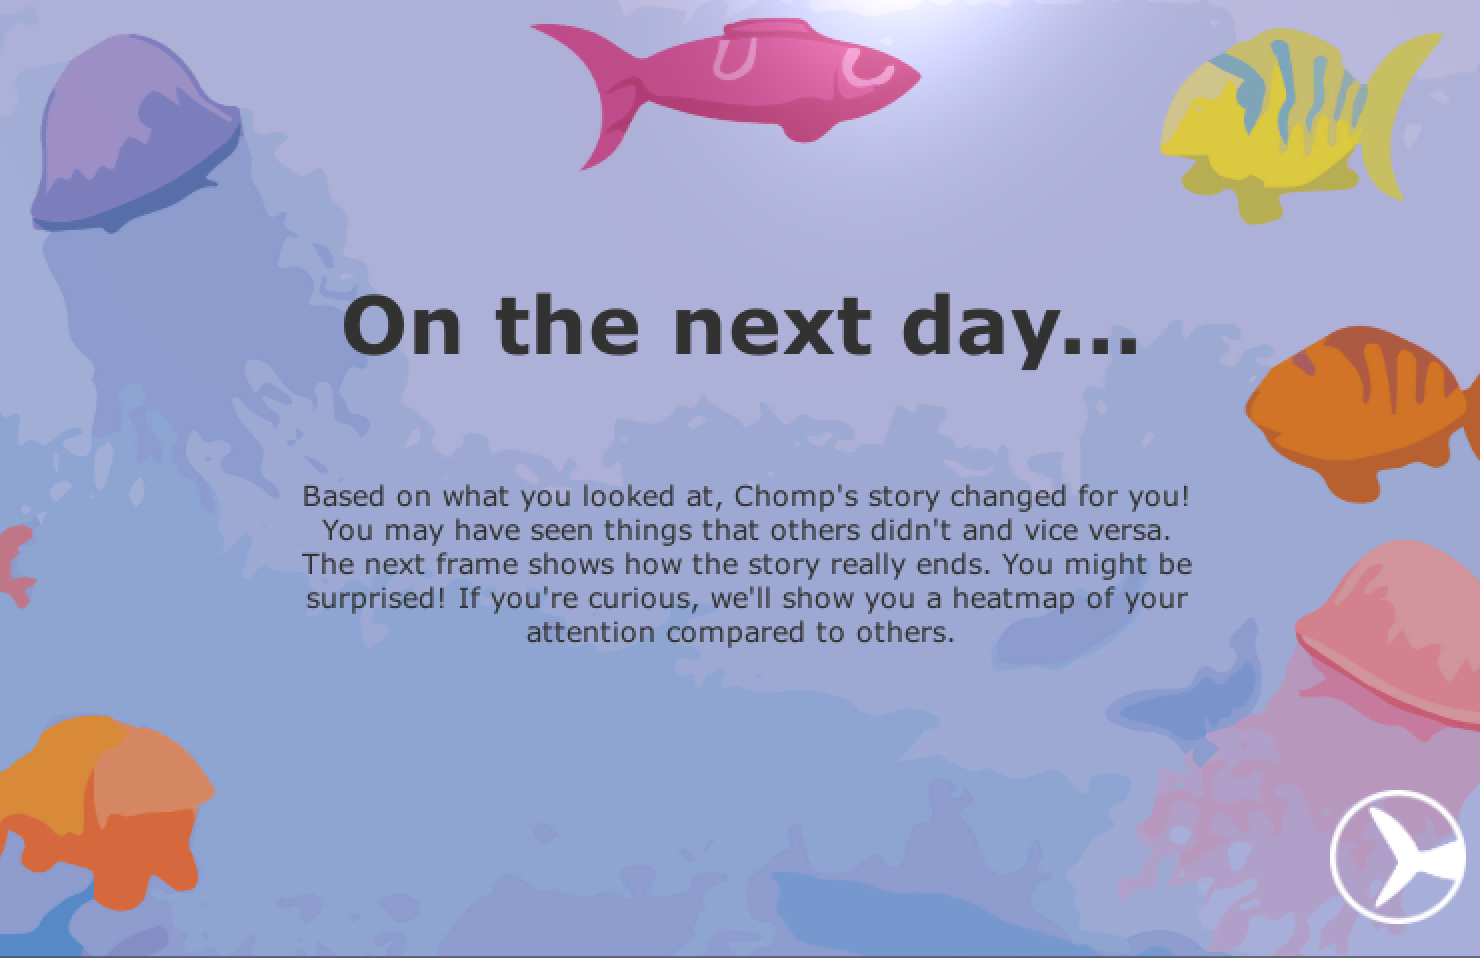 On the next day...
Based on what you looked at, Chomp's story changed for you!
You may have seen things that others didn't and vice versa.
The next frame shows how the story really ends. You might be
surprised! If you're curious, we'll show you a heatmap of your
attention compared to others.